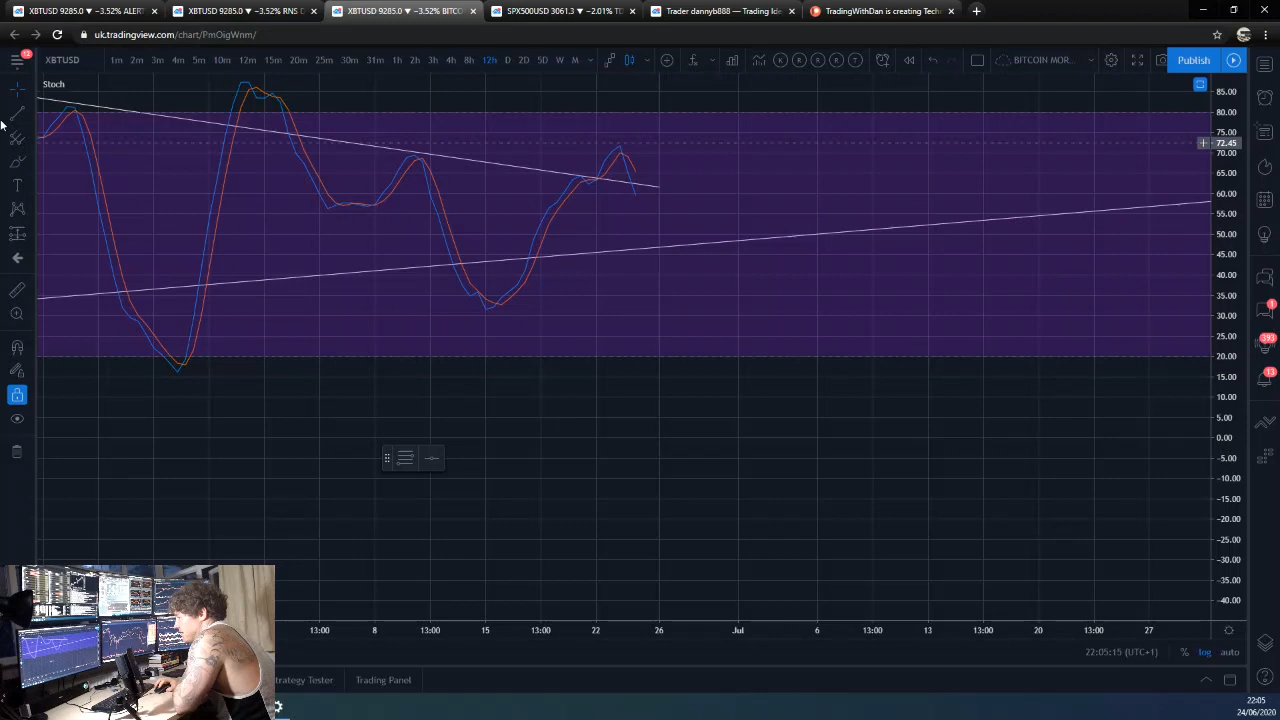 XBTUSD 9285.0 ▼ −3.52% ALERT
XBTUSD 9285.0 ▼ −3.52% RNS D
XBTUSD 9285.0 ▼ −3.52% BITCO
SPX500USD 3061.3 ▼ −2.01% TD
Trader dannyb888 — Trading Ide
TradingWithDan is creating Tech
uk.tradingview.com/chart/PmOigWnm/
12
XBTUSD
1m 2m 3m 4m 5m 10m 12m 15m 20m 25m 30m 31m 1h 2h 3h 4h 8h 12h D 2D 5D W M
K R R R T
BITCOIN MOR...
Publish
Stoch
85.00
80.00
75.00
72.45
70.00
65.00
60.00
55.00
50.00
45.00
40.00
35.00
30.00
25.00
20.00
15.00
10.00
5.00
0.00
−5.00
−10.00
−15.00
−20.00
−25.00
−30.00
−35.00
−40.00
1
393
13
13:00 8 13:00 15 13:00 22 26 Jul 6 13:00 13 13:00 20 13:00 27
22:05:15 (UTC+1) % log auto
trategy Tester Trading Panel
22:05
24/06/2020